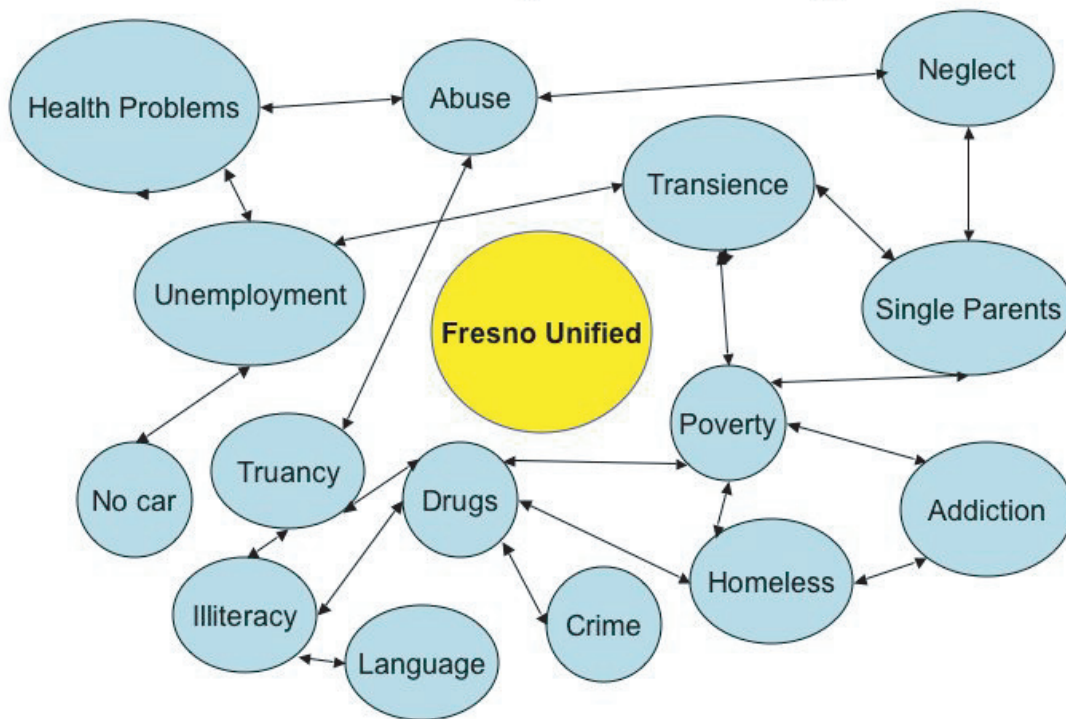 Neglect
Abuse
Health Problems
Transience
Unemployment
Single Parents
Fresno Unified
Poverty
Truancy
No car
Drugs
Addiction
Homeless
Illiteracy
Crime
Language